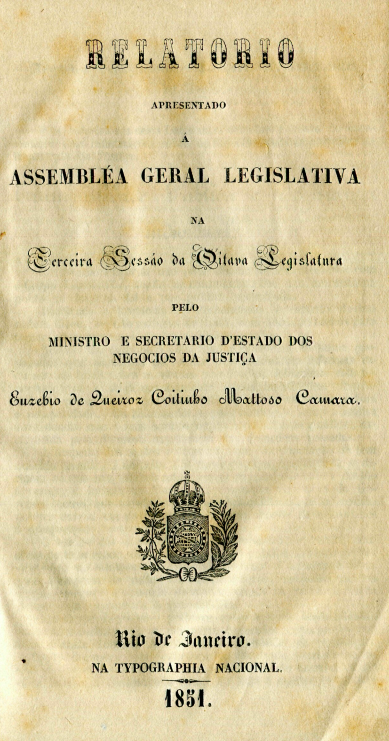 RELATORIO
APRESENTADO
Á
ASSEMBLÉA GERAL LEGISLATIVA
NA
Terceira Sessão da Oitava Legislatura
PELO
MINISTRO E SECRETARIO D'ESTADO DOS
NEGOCIOS DA JUSTIÇA
Euzebio de Queiroz Coitinho Mattoso Camara.
Rio de Janeiro.
NA TYPOGRAPHIA NACIONAL.
1851.